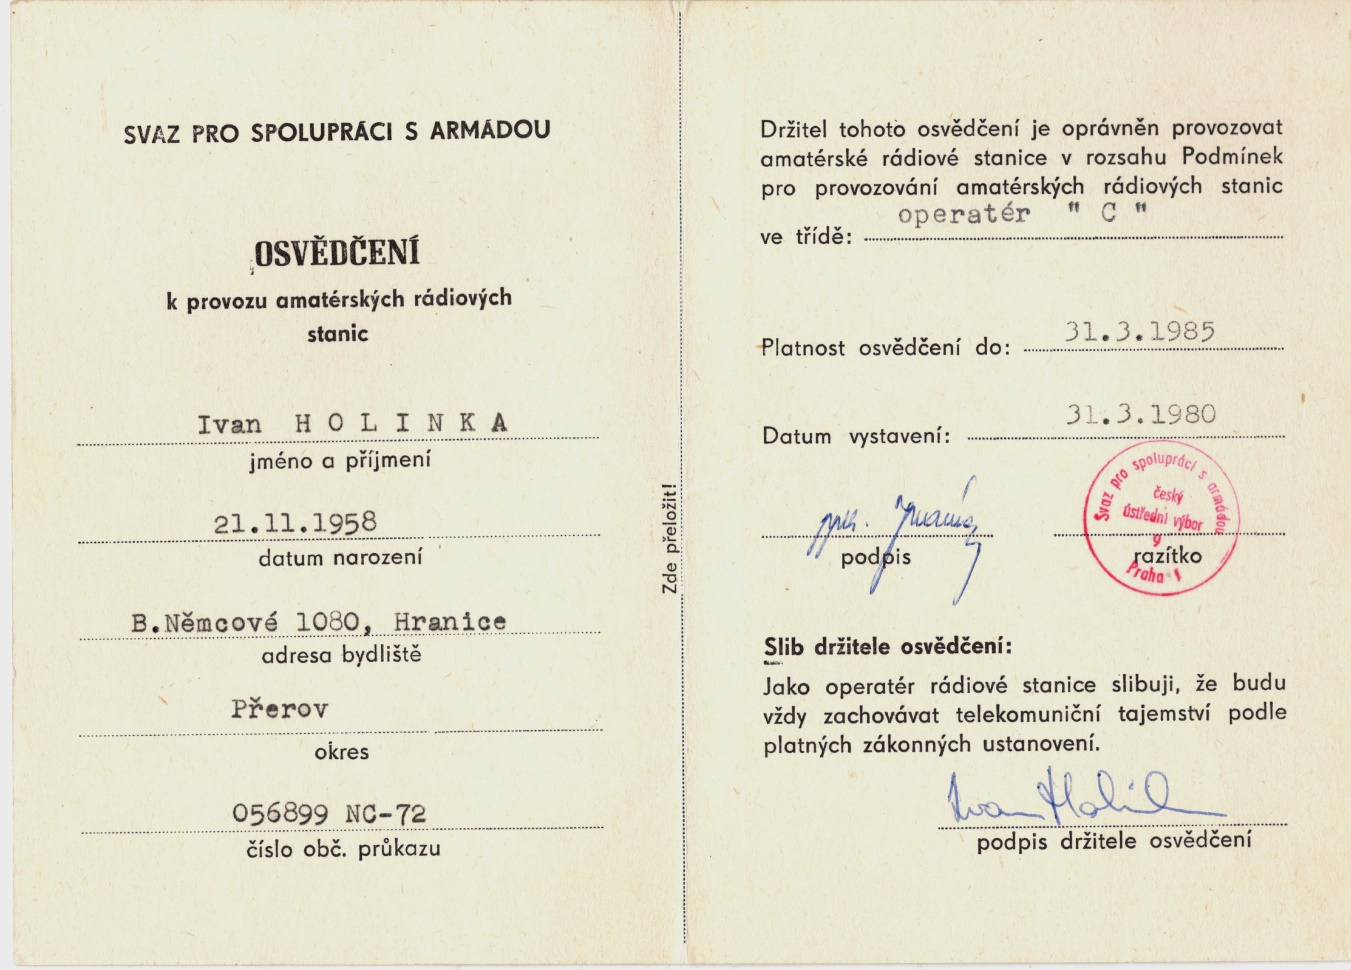 SVAZ PRO SPOLUPRÁCI S ARMÁDOU
OSVĚDČENÍ
k provozu amatérských rádiových
stanic
Ivan H O L I N K A
jméno a příjmení
21.11.1958
datum narození
B.Němcové 1080, Hranice
adresa bydliště
Přerov
okres
056899 NC-72
číslo obč. průkazu
Zde přeložit!
Držitel tohoto osvědčení je oprávněn provozovat
amatérské rádiové stanice v rozsahu Podmínek
pro provozování amatérských rádiových stanic
operatér " C "
ve třídě:
31.3.1985
Platnost osvědčení do:
31.3.1980
Datum vystavení:
Svaz pro spolupráci s armádou
český
ústřední výbor
9
Praha 1
podpis
razítko
Slib držitele osvědčení:
Jako operatér rádiové stanice slibuji, že budu
vždy zachovávat telekomuniční tajemství podle
platných zákonných ustanovení.
Ivan Holinka
podpis držitele osvědčení